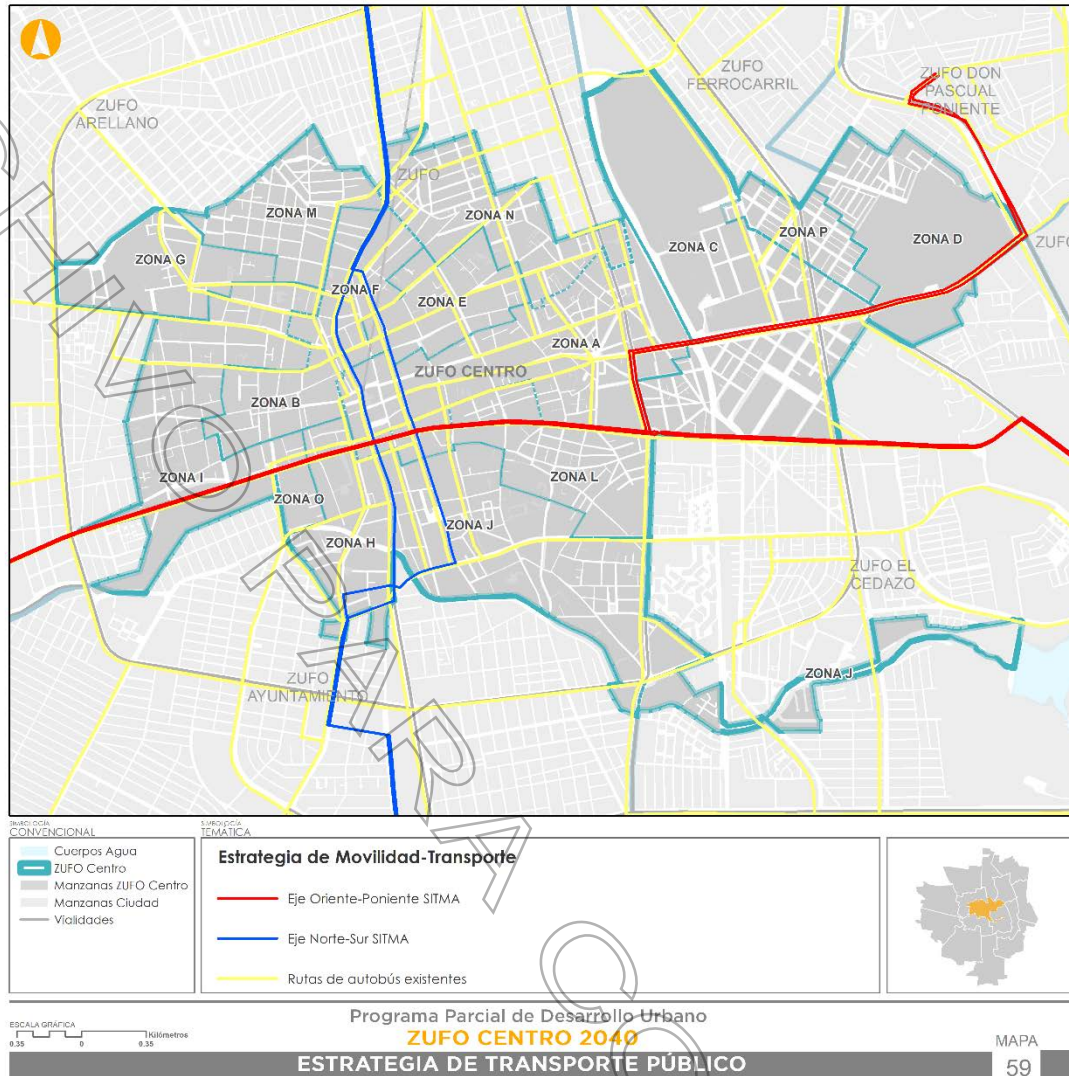 ZUFO
ARELLANO
ZUFO
FERROCARRIL
ZUFO DON
PASCUAL
PONIENTE
ZUFO
ZONA M
ZONA N
ZONA P
ZONA G
ZONA C
ZONA D
ZUFO
ZONA F
ZONA E
ZONA A
ZUFO CENTRO
ZONA B
ZONA I
ZONA L
ZONA O
ZONA J
ZONA H
ZUFO EL
CEDAZO
ZUFO
AYUNTAMIENTO
ZONA J
CHIVO
PARA
CO
SIMBOLOGÍA
CONVENCIONAL
Cuerpos Agua
ZUFO Centro
Manzanas ZUFO Centro
Manzanas Ciudad
Vialidades
SIMBOLOGÍA
TEMÁTICA
Estrategia de Movilidad-Transporte
Eje Oriente-Poniente SITMA
Eje Norte-Sur SITMA
Rutas de autobús existentes
ESCALA GRÁFICA
0.35 0 0.35 Kilómetros
Programa Parcial de Desarrollo Urbano
ZUFO CENTRO 2040
ESTRATEGIA DE TRANSPORTE PÚBLICO
MAPA
59